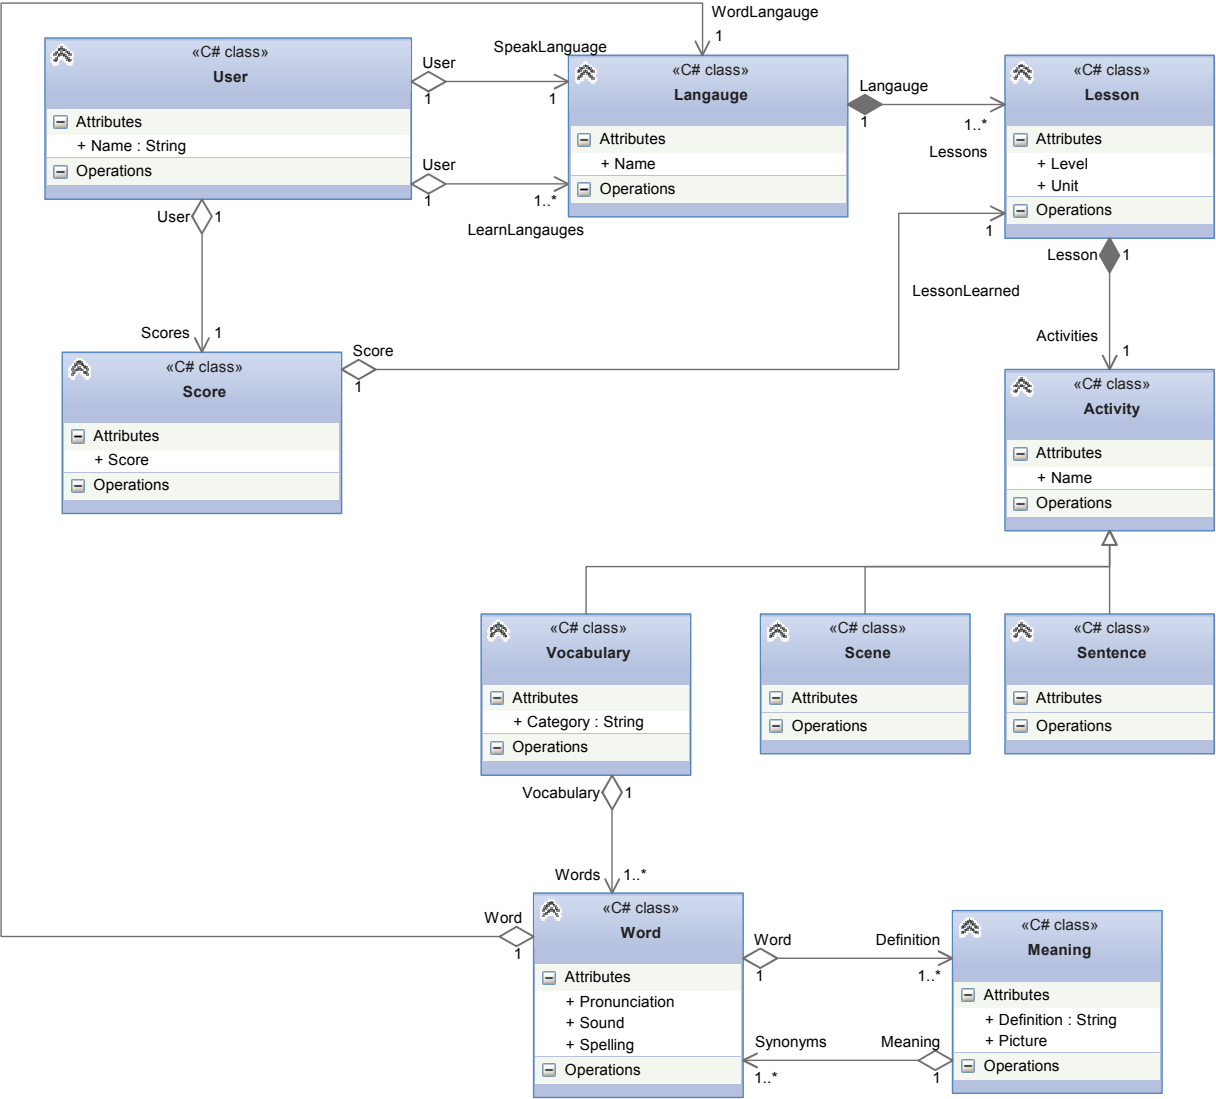 WordLangauge
1
«C# class»
User
Attributes
+ Name : String
Operations
User
1
SpeakLanguage
1
User
1
1..*
LearnLangauges
«C# class»
Langauge
Attributes
+ Name
Operations
Langauge
1
1..*
Lessons
«C# class»
Lesson
Attributes
+ Level
+ Unit
Operations
User
1
Scores
1
1
LessonLearned
Lesson
1
Activities
1
«C# class»
Score
Attributes
+ Score
Operations
Score
1
«C# class»
Activity
Attributes
+ Name
Operations
«C# class»
Vocabulary
Attributes
+ Category : String
Operations
«C# class»
Scene
Attributes
Operations
«C# class»
Sentence
Attributes
Operations
Vocabulary
1
Words
1..*
Word
1
«C# class»
Word
Attributes
+ Pronunciation
+ Sound
+ Spelling
Operations
Word
1
Definition
1..*
Synonyms
1..*
Meaning
1
«C# class»
Meaning
Attributes
+ Definition : String
+ Picture
Operations